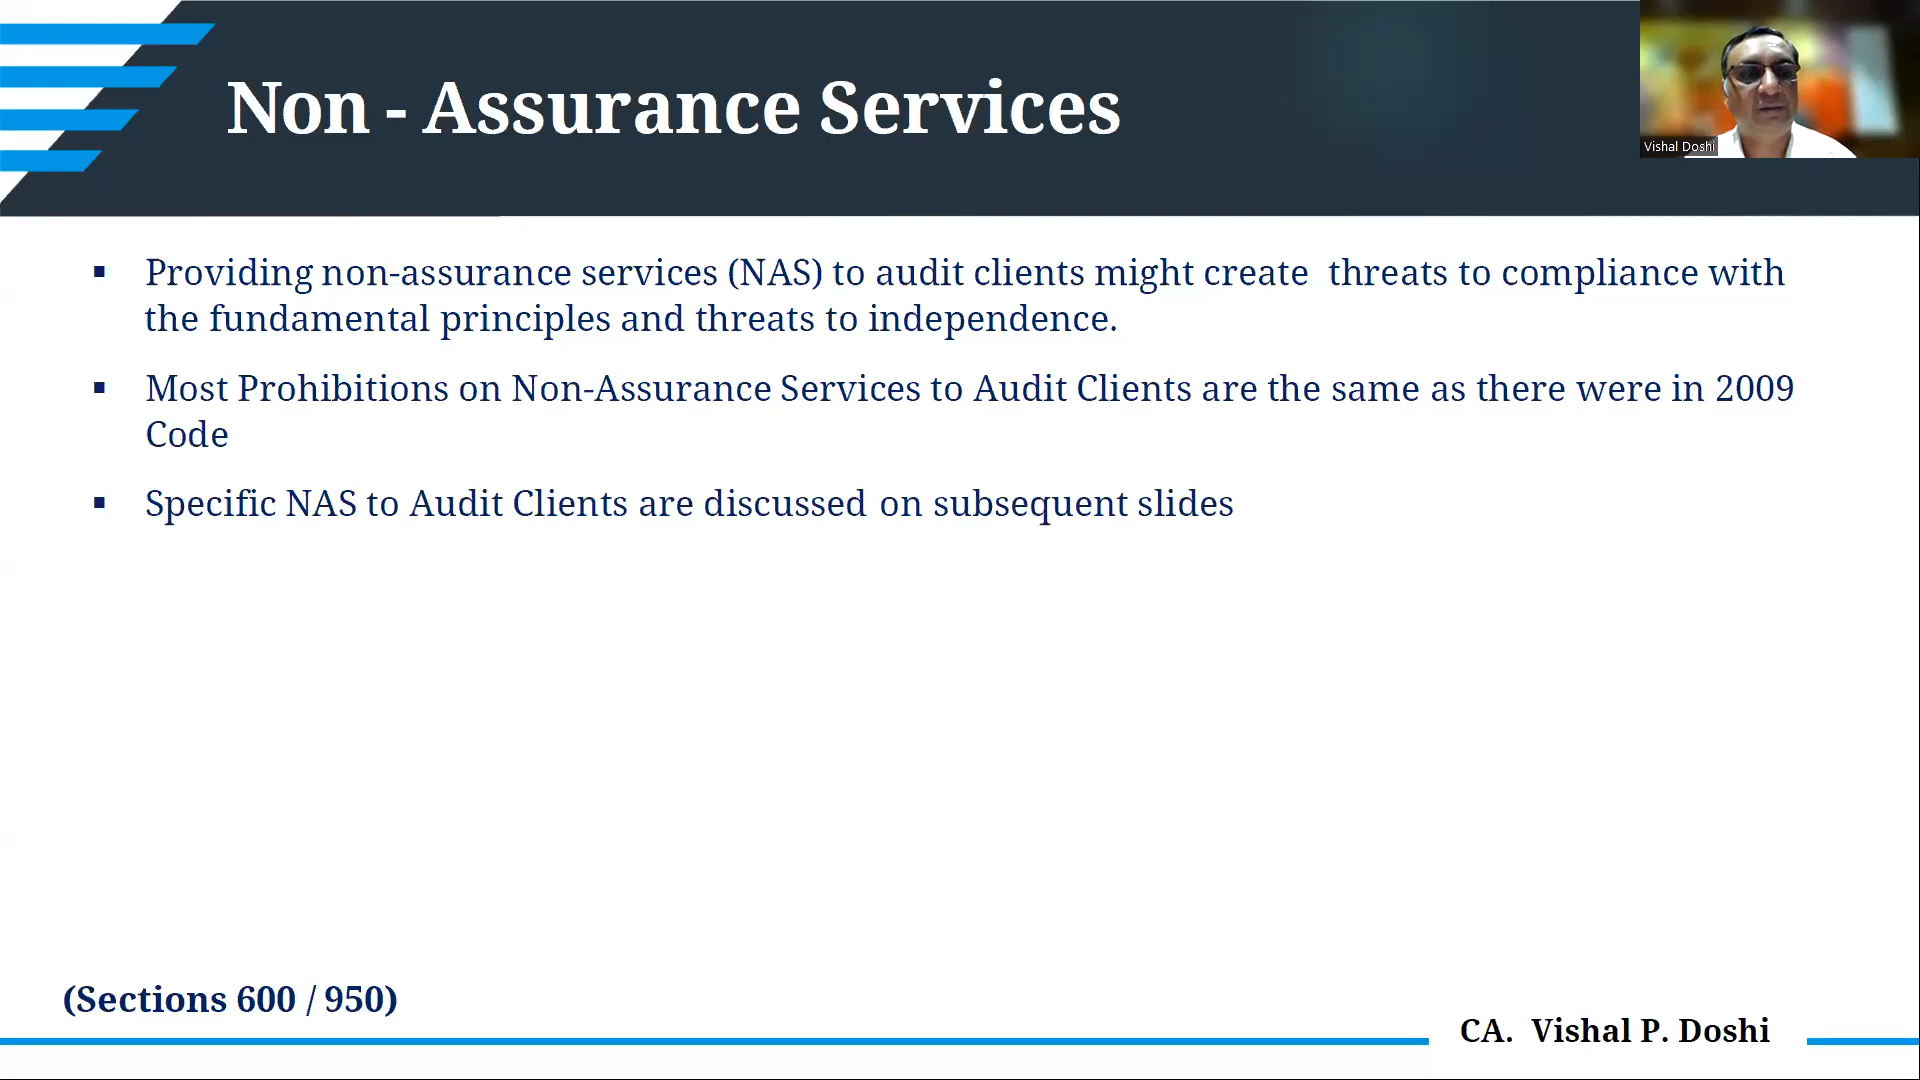 Non - Assurance Services
Vishal Doshi
▪ Providing non-assurance services (NAS) to audit clients might create  threats to compliance with
the fundamental principles and threats to independence.
▪ Most Prohibitions on Non-Assurance Services to Audit Clients are the same as there were in 2009
Code
▪ Specific NAS to Audit Clients are discussed on subsequent slides
(Sections 600 / 950)
CA.  Vishal P. Doshi